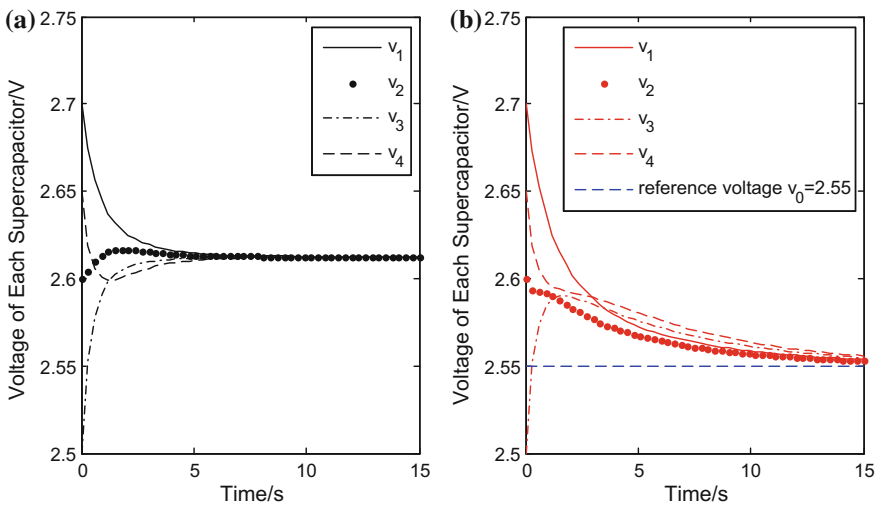 (a)
2.75
2.7
2.65
2.6
2.55
2.5
0
5
10
15
Time/s
Voltage of Each Supercapacitor/V
v1
v2
v3
v4
(b)
2.75
2.7
2.65
2.6
2.55
2.5
0
5
10
15
Time/s
Voltage of Each Supercapacitor/V
v1
v2
v3
v4
reference voltage v0=2.55